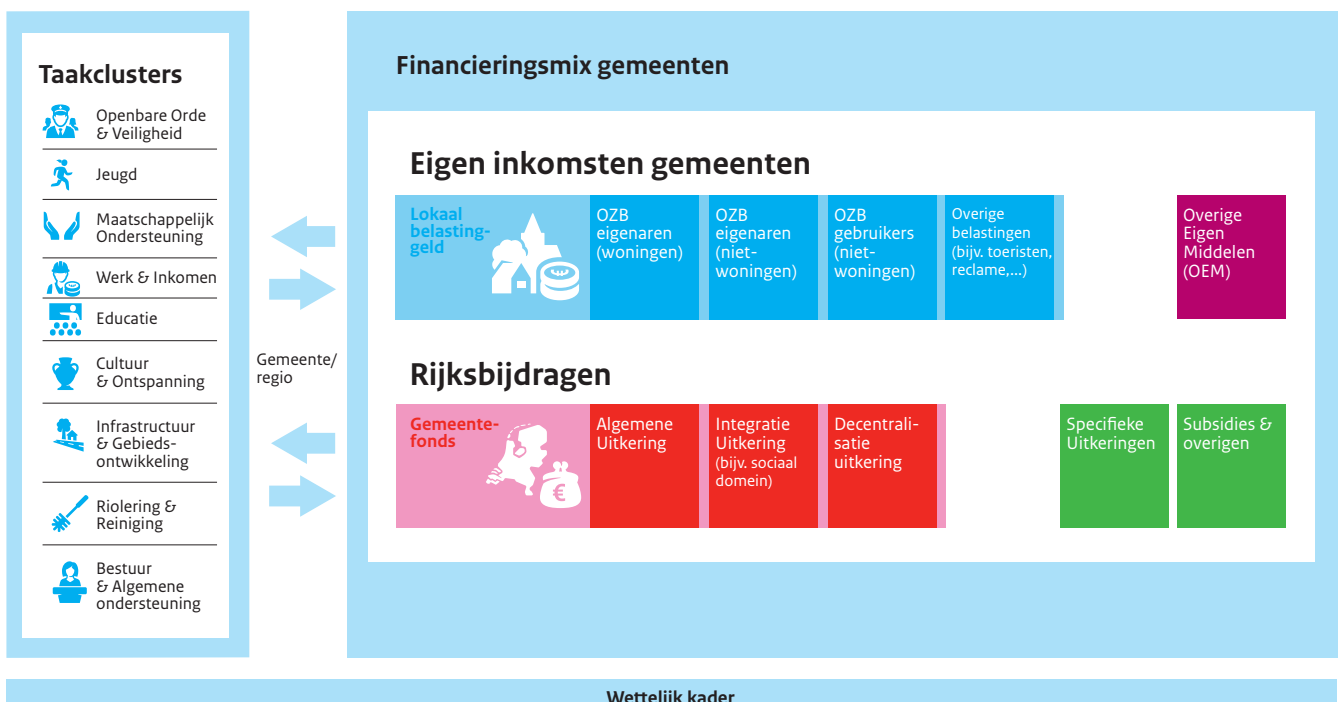 Taakclusters
Openbare Orde
& Veiligheid
Jeugd
Maatschappelijk
Ondersteuning
Werk & Inkomen
Educatie
Cultuur
& Ontspanning
Infrastructuur
& Gebieds-
ontwikkeling
Riolering &
Reiniging
Bestuur
& Algemene
ondersteuning
Gemeente/
regio
Financieringsmix gemeenten
Eigen inkomsten gemeenten
Lokaal
belasting-
geld
OZB
eigenaren
(woningen)
OZB
eigenaren
(niet-
woningen)
OZB
gebruikers
(niet-
woningen)
Overige
belastingen
(bijv. toeristen,
reclame,...)
Overige
Eigen
Middelen
(OEM)
Rijksbijdragen
Gemeente-
fonds
€
Algemene
Uitkering
Integratie
Uitkering
(bijv. sociaal
domein)
Decentrali-
satie
uitkering
Specifieke
Uitkeringen
Subsidies &
overigen
Wettelijk kader